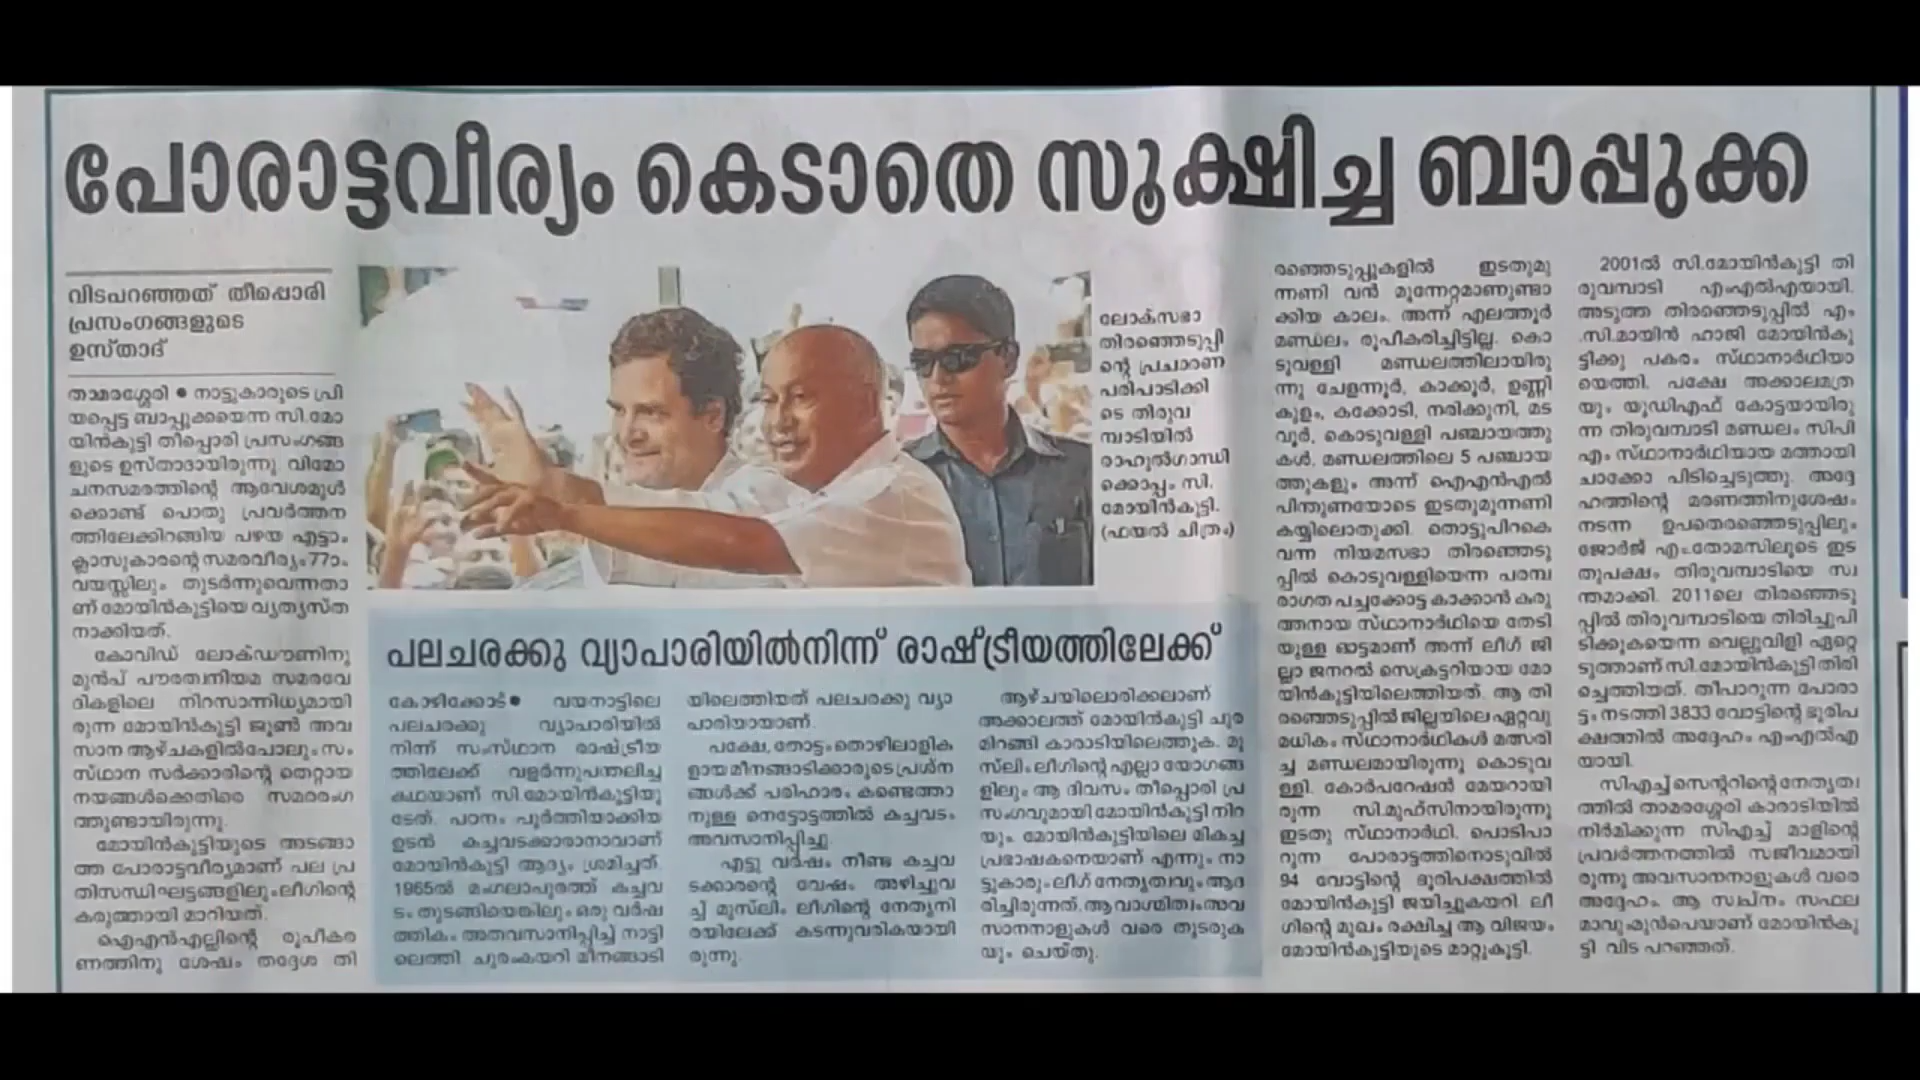 പോരാട്ടവീര്യം കെടാതെ സൂക്ഷിച്ച ബാപ്പുക്ക
വിടപറഞ്ഞത് തീപ്പൊരി
പ്രസംഗങ്ങളുടെ
ഉസ്താദ്
താമരശ്ശേരി ● നാട്ടുകാരുടെ പ്രി
യപ്പെട്ട ബാപ്പുക്കയെന്ന സി.മോ
യിൻകുട്ടി തീപ്പൊരി പ്രസംഗങ്ങ
ളുടെ ഉസ്താദായിരുന്നു. വിമോ
ചനസമരത്തിന്റെ ആവേശമുൾ
ക്കൊണ്ട് പൊതു പ്രവർത്തന
ത്തിലേക്കിറങ്ങിയ പഴയ എട്ടാം
ക്ലാസുകാരന്റെ സമരവീര്യം 77ാം
വയസ്സിലും തുടർന്നുവെന്നതാ
ണ് മോയിൻകുട്ടിയെ വ്യത്യസ്ത
നാക്കിയത്.
കോവിഡ് ലോക്ഡൗണിനു
മുൻപ് പൗരത്വനിയമ സമരവേ
ദികളിലെ നിറസാന്നിധ്യമായി
രുന്ന മോയിൻകുട്ടി ജൂൺ അവ
സാന ആഴ്ചകളിൽപോലും സം
സ്ഥാന സർക്കാരിന്റെ തെറ്റായ
നയങ്ങൾക്കെതിരെ സമരരംഗ
ത്തുണ്ടായിരുന്നു.
മോയിൻകുട്ടിയുടെ അടങ്ങാ
ത്ത പോരാട്ടവീര്യമാണ് പല പ്ര
തിസന്ധിഘട്ടങ്ങളിലും ലീഗിന്റെ
കരുത്തായി മാറിയത്.
ഐഎൻഎല്ലിന്റെ രൂപീകര
ണത്തിനു ശേഷം തദ്ദേശ തി
ലോക്സഭാ
തിരഞ്ഞെടുപ്പി
ന്റെ പ്രചാരണ
പരിപാടിക്കി
ടെ തിരുവ
മ്പാടിയിൽ
രാഹുൽഗാന്ധി
ക്കൊപ്പം സി.
മോയിൻകുട്ടി.
(ഫയൽ ചിത്രം)
പലചരക്കു വ്യാപാരിയിൽനിന്ന് രാഷ്ട്രീയത്തിലേക്ക്
കോഴിക്കോട് ● വയനാട്ടിലെ
പലചരക്കു വ്യാപാരിയിൽ
നിന്ന് സംസ്ഥാന രാഷ്ട്രീയ
ത്തിലേക്ക് വളർന്നുപന്തലിച്ച
കഥയാണ് സി.മോയിൻകുട്ടിയു
ടേത്. പഠനം പൂർത്തിയാക്കിയ
ഉടൻ കച്ചവടക്കാരാനാവാണ്
മോയിൻകുട്ടി ആദ്യം ശ്രമിച്ചത്.
1965ൽ മംഗലാപുരത്ത് കച്ചവ
ടം തുടങ്ങിയെങ്കിലും ഒരു വർഷ
ത്തികം അതവസാനിപ്പിച്ച് നാട്ടി
ലെത്തി. ചുരംകയറി മീനങ്ങാടി
യിലെത്തിയത് പലചരക്കു വ്യാ
പാരിയായാണ്.
പക്ഷേ, തോട്ടം തൊഴിലാളിക
ളായ മീനങ്ങാടിക്കാരുടെ പ്രശ്ന
ങ്ങൾക്ക് പരിഹാരം കണ്ടെത്താ
നുള്ള നെട്ടോട്ടത്തിൽ കച്ചവടം
അവസാനിപ്പിച്ചു.
എട്ടു വർഷം നീണ്ട കച്ചവ
ടക്കാരന്റെ വേഷം അഴിച്ചുവ
ച്ച് മുസ്‌ലിം ലീഗിന്റെ നേതൃനി
രയിലേക്ക് കടന്നുവരികയായി
രുന്നു.
ആഴ്ചയിലൊരിക്കലാണ്
അക്കാലത്ത് മോയിൻകുട്ടി ചുര
മിറങ്ങി കാരാടിയിലെത്തുക. മു
സ്‌ലിം ലീഗിന്റെ എല്ലാ യോഗങ്ങ
ളിലും ആ ദിവസം തീപ്പൊരി പ്ര
സംഗവുമായി മോയിൻകുട്ടി നിറ
യും. മോയിൻകുട്ടിയിലെ മികച്ച
പ്രഭാഷകനെയാണ് എന്നും നാ
ട്ടുകാരും ലീഗ് നേതൃത്വവും ആദ
രിച്ചിരുന്നത്. ആ വാഗ്മിത്വം അവ
സാനനാളുകൾ വരെ തുടരുക
യും ചെയ്തു.
രഞ്ഞെടുപ്പുകളിൽ ഇടതുമു
ന്നണി വൻ മുന്നേറ്റമാണുണ്ടാ
ക്കിയ കാലം. അന്ന് എലത്തൂർ
മണ്ഡലം രൂപീകരിച്ചിട്ടില്ല. കൊ
ടുവള്ളി മണ്ഡലത്തിലായിരു
ന്നു ചേളന്നൂർ, കാക്കൂർ, ഉണ്ണി
കുളം, കക്കോടി, നരിക്കുനി, മട
വൂർ, കൊടുവള്ളി പഞ്ചായത്തു
കൾ. മണ്ഡലത്തിലെ 5 പഞ്ചായ
ത്തുകളും അന്ന് ഐഎൻഎൽ
പിന്തുണയോടെ ഇടതുമുന്നണി
കയ്യിലൊതുക്കി. തൊട്ടുപിറകെ
വന്ന നിയമസഭാ തിരഞ്ഞെടു
പ്പിൽ കൊടുവള്ളിയെന്ന പരമ്പ
രാഗത പച്ചക്കോട്ട കാക്കാൻ കരു
ത്തനായ സ്ഥാനാർഥിയെ തേടി
യുള്ള ഓട്ടമാണ് അന്ന് ലീഗ് ജി
ല്ലാ ജനറൽ സെക്രട്ടറിയായ മോ
യിൻകുട്ടിയിലെത്തിയത്. ആ തി
രഞ്ഞെടുപ്പിൽ ജില്ലയിലെ ഏറ്റവു
മധികം സ്ഥാനാർഥികൾ മത്സരി
ച്ച മണ്ഡലമായിരുന്നു കൊടുവ
ള്ളി. കോർപറേഷൻ മേയറായി
രുന്ന സി.മുഹ്സിനായിരുന്നു
ഇടതു സ്ഥാനാർഥി. പൊടിപാ
റുന്ന പോരാട്ടത്തിനൊടുവിൽ
94 വോട്ടിന്റെ ഭൂരിപക്ഷത്തിൽ
മോയിൻകുട്ടി ജയിച്ചുകയറി. ലീ
ഗിന്റെ മുഖം രക്ഷിച്ച ആ വിജയം
മോയിൻകുട്ടിയുടെ മാറ്റുകൂട്ടി.
2001ൽ സി.മോയിൻകുട്ടി തി
രുവമ്പാടി എംഎൽഎയായി.
അടുത്ത തിരഞ്ഞെടുപ്പിൽ എം
.സി.മായിൻ ഹാജി മോയിൻകു
ട്ടിക്കു പകരം സ്ഥാനാർഥിയാ
യെത്തി. പക്ഷേ അക്കാലമത്ര
യും യുഡിഎഫ് കോട്ടയായിരു
ന്ന തിരുവമ്പാടി മണ്ഡലം സിപി
എം സ്ഥാനാർഥിയായ മത്തായി
ചാക്കോ പിടിച്ചെടുത്തു. അദ്ദേ
ഹത്തിന്റെ മരണത്തിനുശേഷം
നടന്ന ഉപതെരഞ്ഞെടുപ്പിലും
ജോർജ് എം.തോമസിലൂടെ ഇട
തുപക്ഷം തിരുവമ്പാടിയെ സ്വ
ന്തമാക്കി. 2011ലെ തിരഞ്ഞെടു
പ്പിൽ തിരുവമ്പാടിയെ തിരിച്ചുപി
ടിക്കുകയെന്ന വെല്ലുവിളി ഏറ്റെ
ടുത്താണ് സി.മോയിൻകുട്ടി തിരി
ച്ചെത്തിയത്. തീപാറുന്ന പോരാ
ട്ടം നടത്തി 3833 വോട്ടിന്റെ ഭൂരിപ
ക്ഷത്തിൽ അദ്ദേഹം എംഎൽഎ
യായി.
സിഎച്ച് സെന്ററിന്റെ നേതൃത്വ
ത്തിൽ താമരശ്ശേരി കാരാടിയിൽ
നിർമിക്കുന്ന സിഎച്ച് മാളിന്റെ
പ്രവർത്തനത്തിൽ സജീവമായി
രുന്നു അവസാനനാളുകൾ വരെ
അദ്ദേഹം. ആ സ്വപ്നം സഫല
മാവുംമുൻപെയാണ് മോയിൻകു
ട്ടി വിട പറഞ്ഞത്.